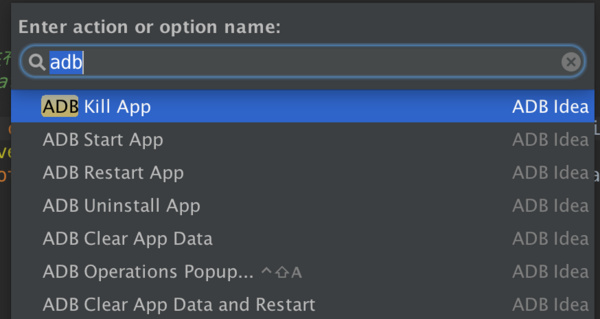 Enter action or option name:
adb
ADB Kill App ADB Idea
ADB Start App ADB Idea
ADB Restart App ADB Idea
ADB Uninstall App ADB Idea
ADB Clear App Data ADB Idea
ADB Operations Popup... ⌃⇧A ADB Idea
ADB Clear App Data and Restart ADB Idea